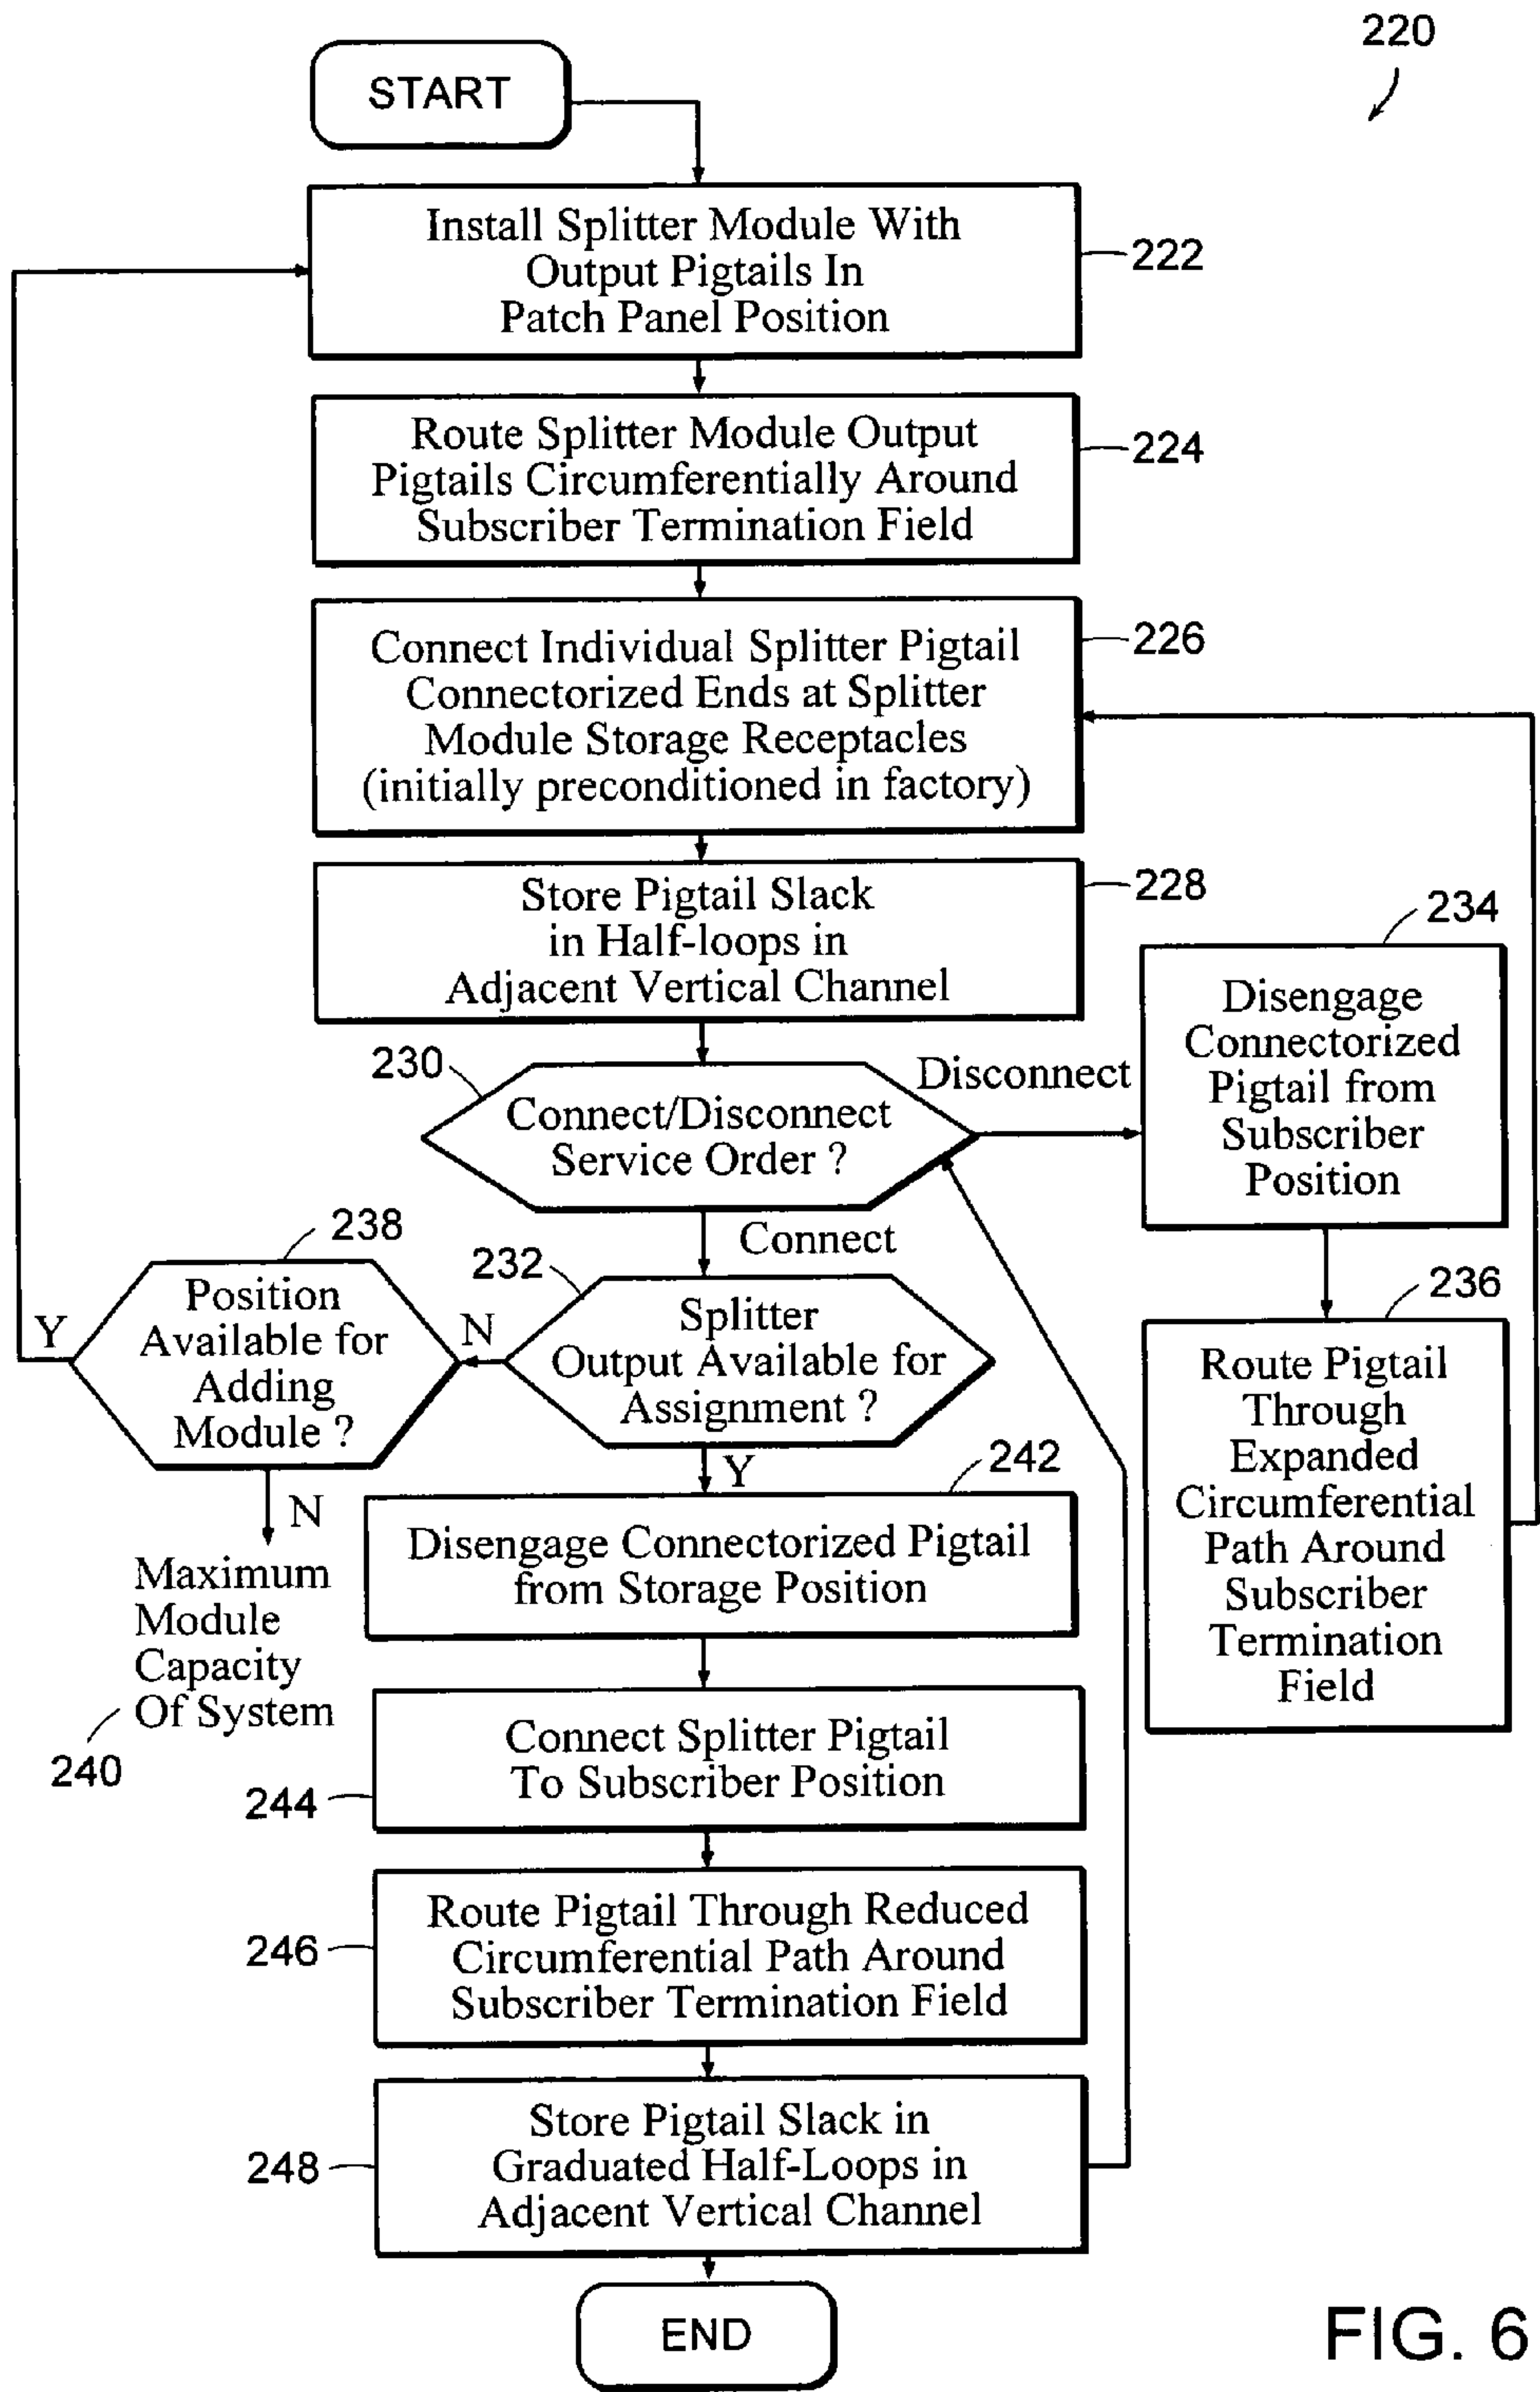 220
START
Install Splitter Module With
Output Pigtails In
Patch Panel Position
222
Route Splitter Module Output
Pigtails Circumferentially Around
Subscriber Termination Field
224
Connect Individual Splitter Pigtail
Connectorized Ends at Splitter
Module Storage Receptacles
(initially preconditioned in factory)
226
Store Pigtail Slack
in Half-loops in
Adjacent Vertical Channel
228
234
Disengage
Connectorized
Pigtail from
Subscriber
Position
230
Connect/Disconnect
Service Order ?
Disconnect
Connect
236
Route Pigtail
Through
Expanded
Circumferential
Path Around
Subscriber
Termination
Field
232
Splitter
Output Available for
Assignment ?
N
Y
238
Position
Available for
Adding
Module ?
Y
N
Maximum
Module
Capacity
Of System
240
242
Disengage Connectorized Pigtail
from Storage Position
Connect Splitter Pigtail
To Subscriber Position
244
Route Pigtail Through Reduced
Circumferential Path Around
Subscriber Termination Field
246
Store Pigtail Slack in
Graduated Half-Loops in
Adjacent Vertical Channel
248
END
FIG. 6